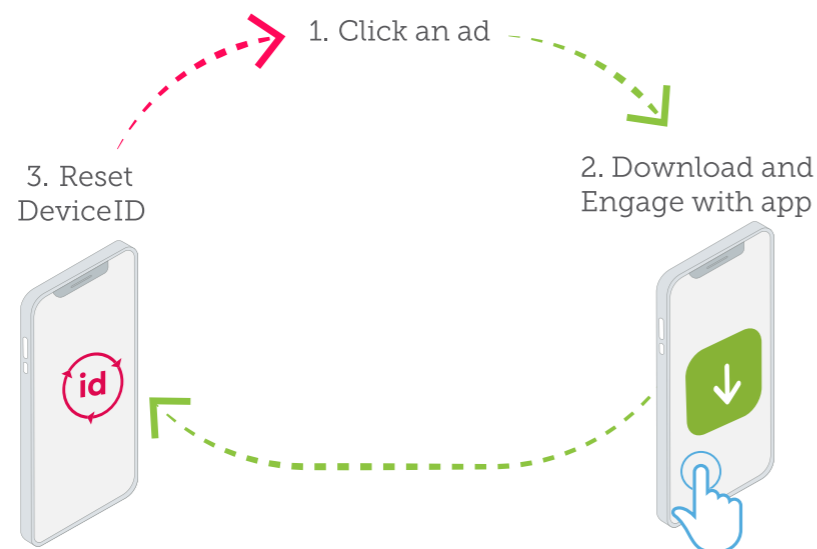 1. Click an ad
2. Download and
Engage with app
3. Reset
DeviceID
id